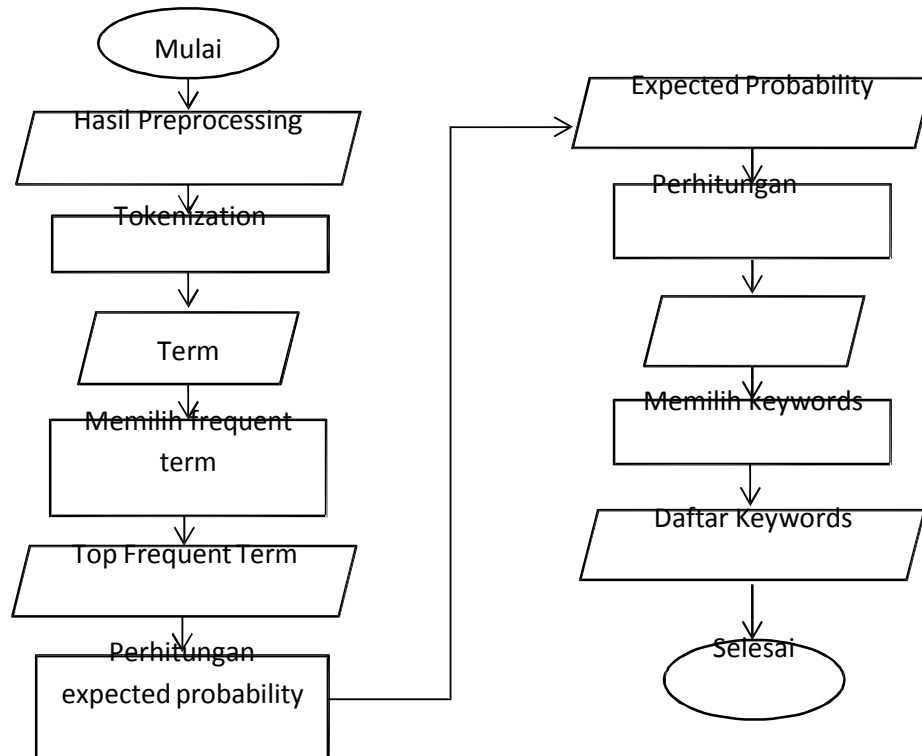 Mulai
Hasil Preprocessing
Tokenization
Term
Memilih frequent
term
Top Frequent Term
Perhitungan
expected probability
Expected Probability
Perhitungan
Memilih keywords
Daftar Keywords
Selesai